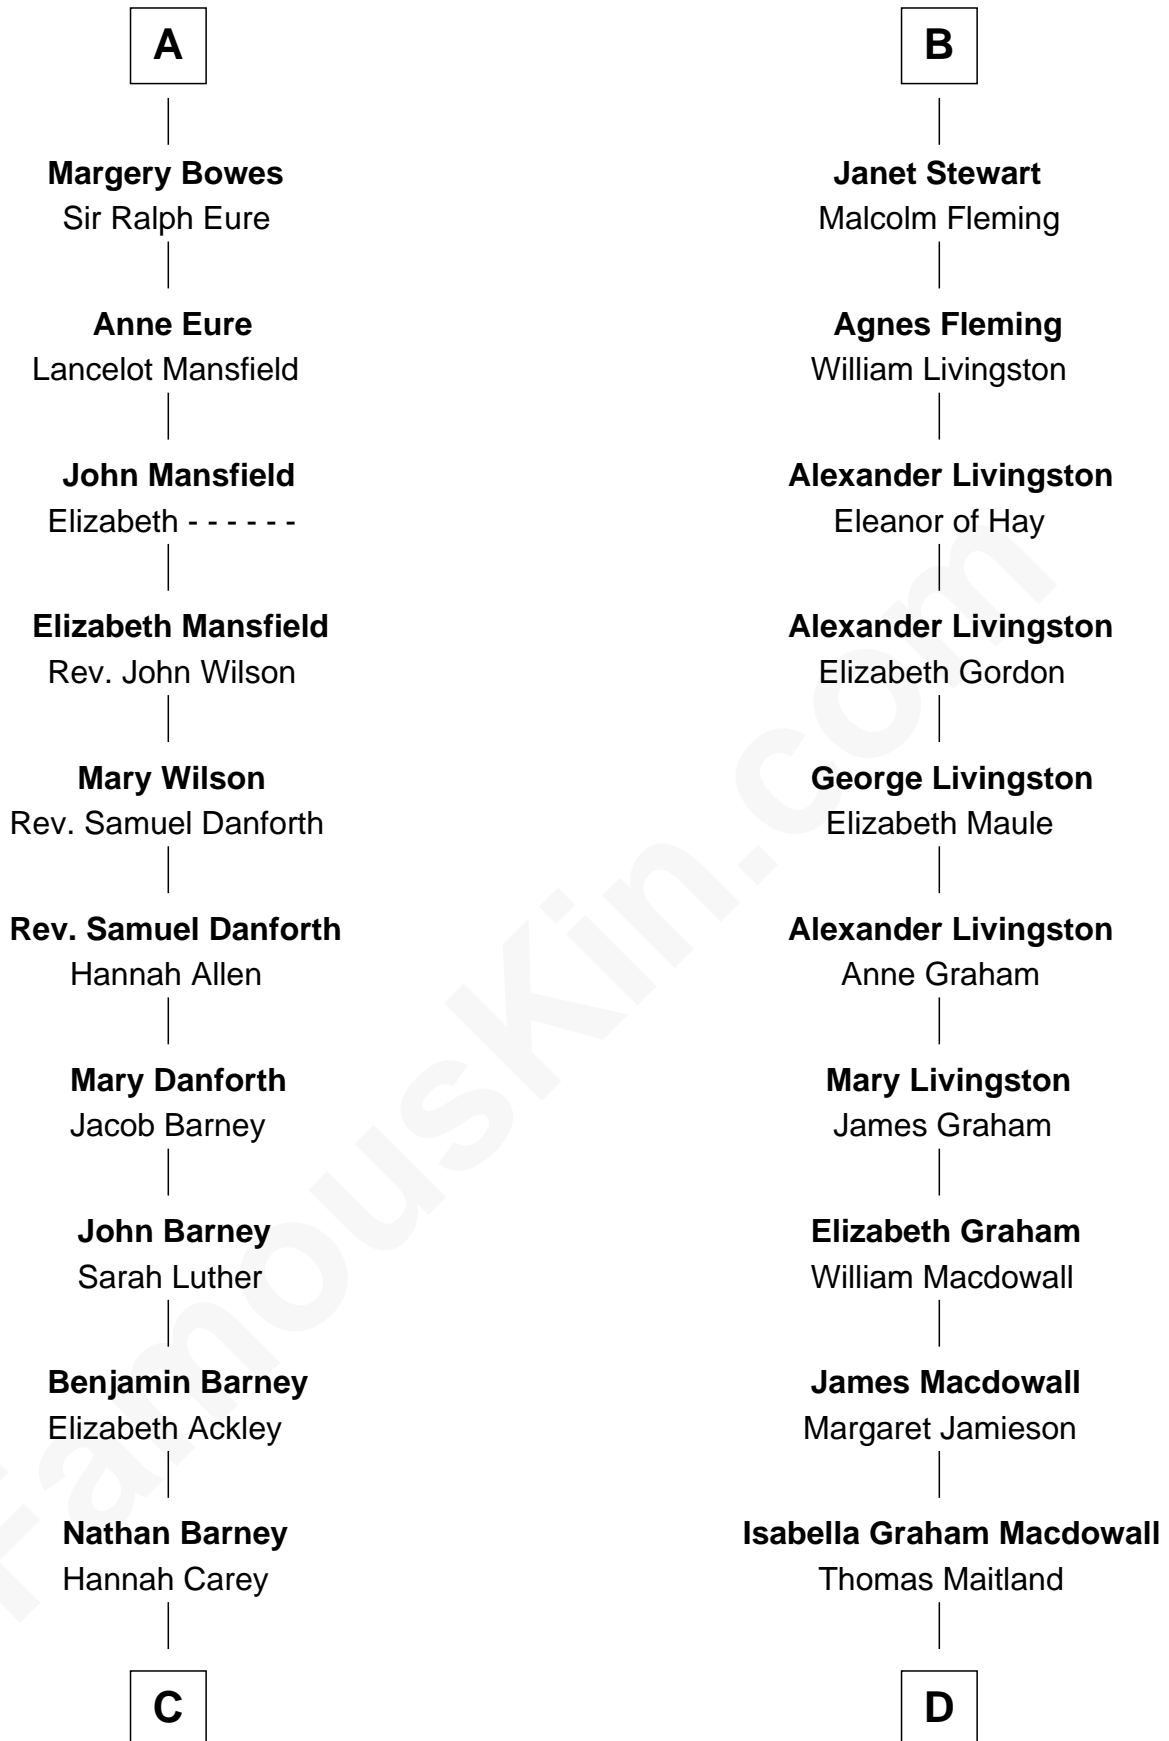 A
Margery Bowes
Sir Ralph Eure
Anne Eure
Lancelot Mansfield
John Mansfield
Elizabeth - - - - - -
Elizabeth Mansfield
Rev. John Wilson
Mary Wilson
Rev. Samuel Danforth
Rev. Samuel Danforth
Hannah Allen
Mary Danforth
Jacob Barney
John Barney
Sarah Luther
Benjamin Barney
Elizabeth Ackley
Nathan Barney
Hannah Carey
C
B
Janet Stewart
Malcolm Fleming
Agnes Fleming
William Livingston
Alexander Livingston
Eleanor of Hay
Alexander Livingston
Elizabeth Gordon
George Livingston
Elizabeth Maule
Alexander Livingston
Anne Graham
Mary Livingston
James Graham
Elizabeth Graham
William Macdowall
James Macdowall
Margaret Jamieson
Isabella Graham Macdowall
Thomas Maitland
D
FamousKin.com